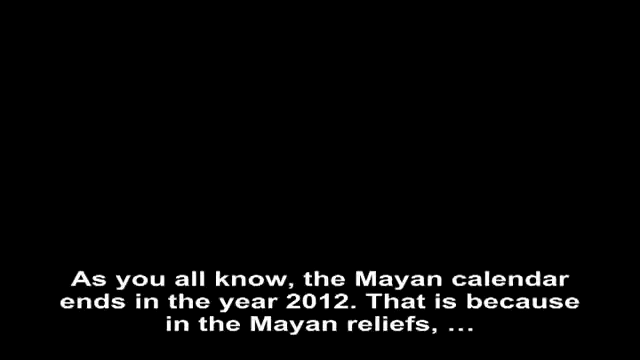 As you all know, the Mayan calendar
ends in the year 2012. That is because
in the Mayan reliefs, ...